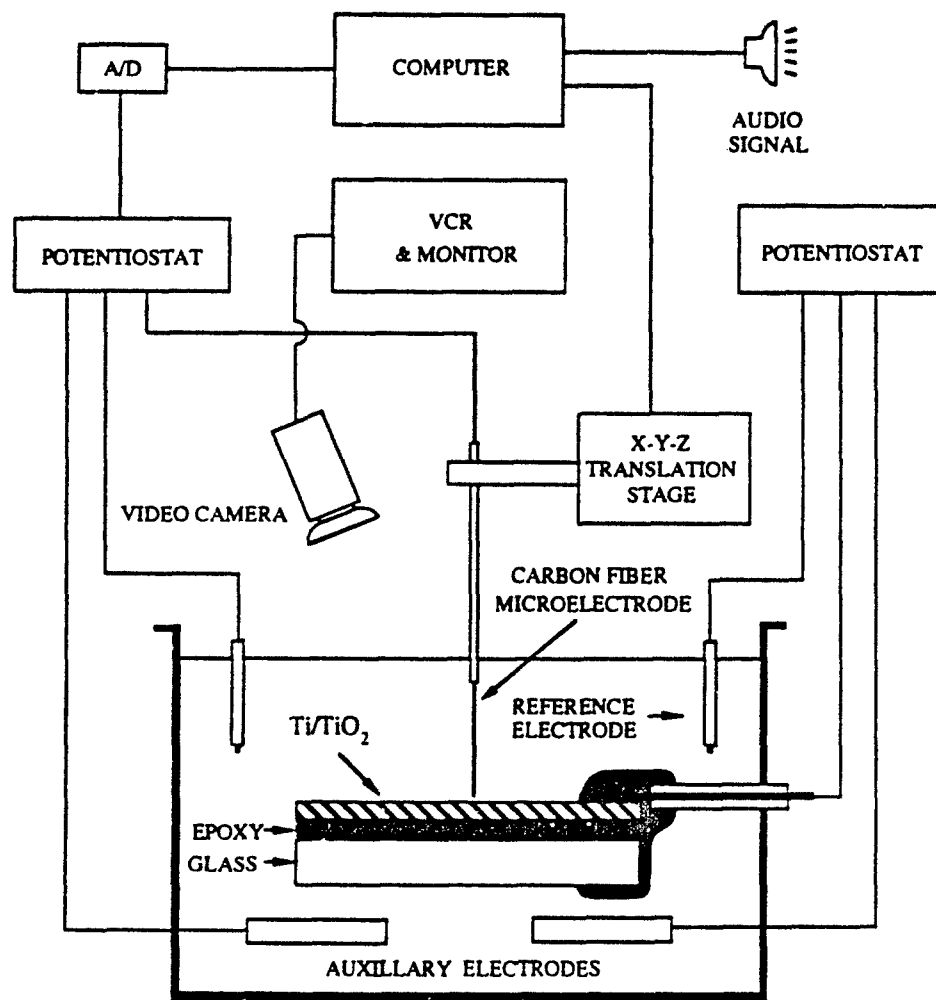 A/D
COMPUTER
AUDIO
SIGNAL
VCR
& MONITOR
POTENTIOSTAT
POTENTIOSTAT
X-Y-Z
TRANSLATION
STAGE
VIDEO CAMERA
CARBON FIBER
MICROELECTRODE
REFERENCE
ELECTRODE
Ti/TiO₂
EPOXY
GLASS
AUXILLARY ELECTRODES